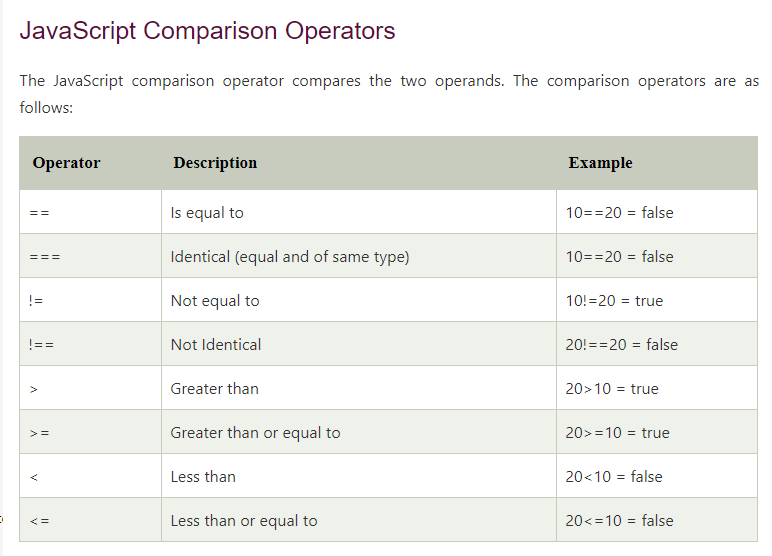 JavaScript Comparison Operators
The JavaScript comparison operator compares the two operands. The comparison operators are as
follows:
Operator Description Example
== Is equal to 10==20 = false
=== Identical (equal and of same type) 10==20 = false
!= Not equal to 10!=20 = true
!== Not Identical 20!==20 = false
> Greater than 20>10 = true
>= Greater than or equal to 20>=10 = true
< Less than 20<10 = false
<= Less than or equal to 20<=10 = false